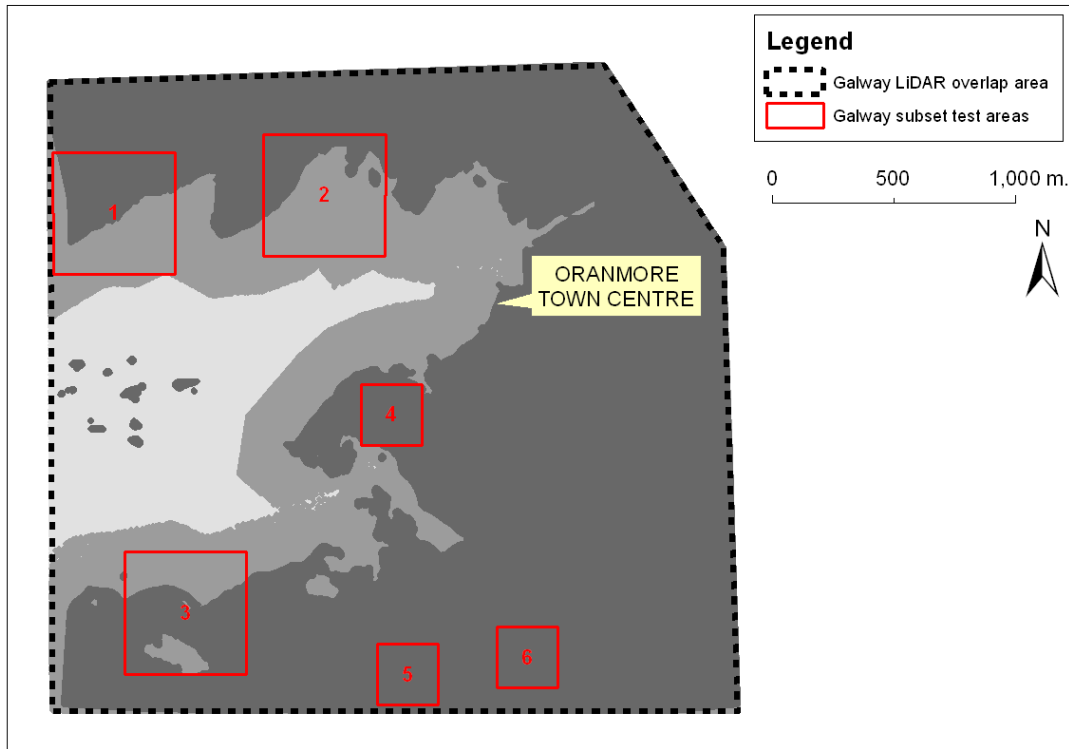 Legend
Galway LiDAR overlap area
Galway subset test areas
0 500 1,000 m.
N
1
2
ORANMORE
TOWN CENTRE
4
3
5
6